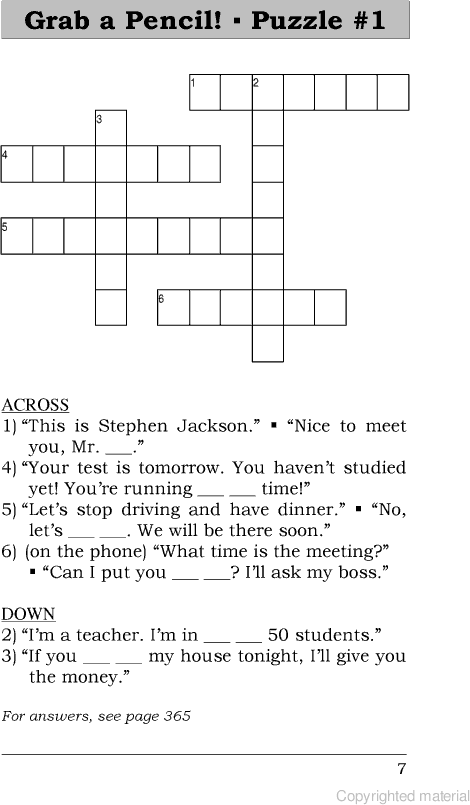 Grab a Pencil! ▪ Puzzle #1
1
2
3
4
5
6
ACROSS
1) “This is Stephen Jackson.” ▪ “Nice to meet
you, Mr. ___.”
4) “Your test is tomorrow. You haven’t studied
yet! You’re running ___ ___ time!”
5) “Let’s stop driving and have dinner.” ▪ “No,
let’s ___ ___. We will be there soon.”
6) (on the phone) “What time is the meeting?”
▪ “Can I put you ___ ___? I’ll ask my boss.”
DOWN
2) “I’m a teacher. I’m in ___ ___ 50 students.”
3) “If you ___ ___ my house tonight, I’ll give you
the money.”
For answers, see page 365
7
Copyrighted material